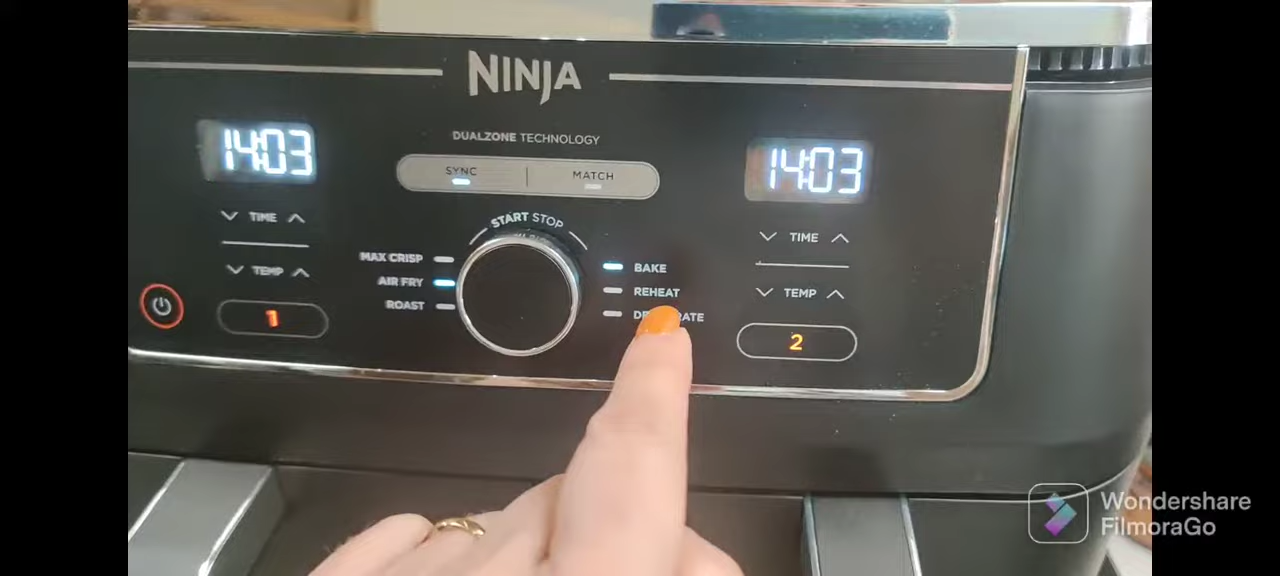 NINJA
DUALZONE TECHNOLOGY
SYNC
MATCH
14:03
14:03
START STOP
TIME
TIME
MAX CRISP
AIR FRY
ROAST
BAKE
REHEAT
TEMP
TEMP
1
2
Wondershare
FilmoraGo